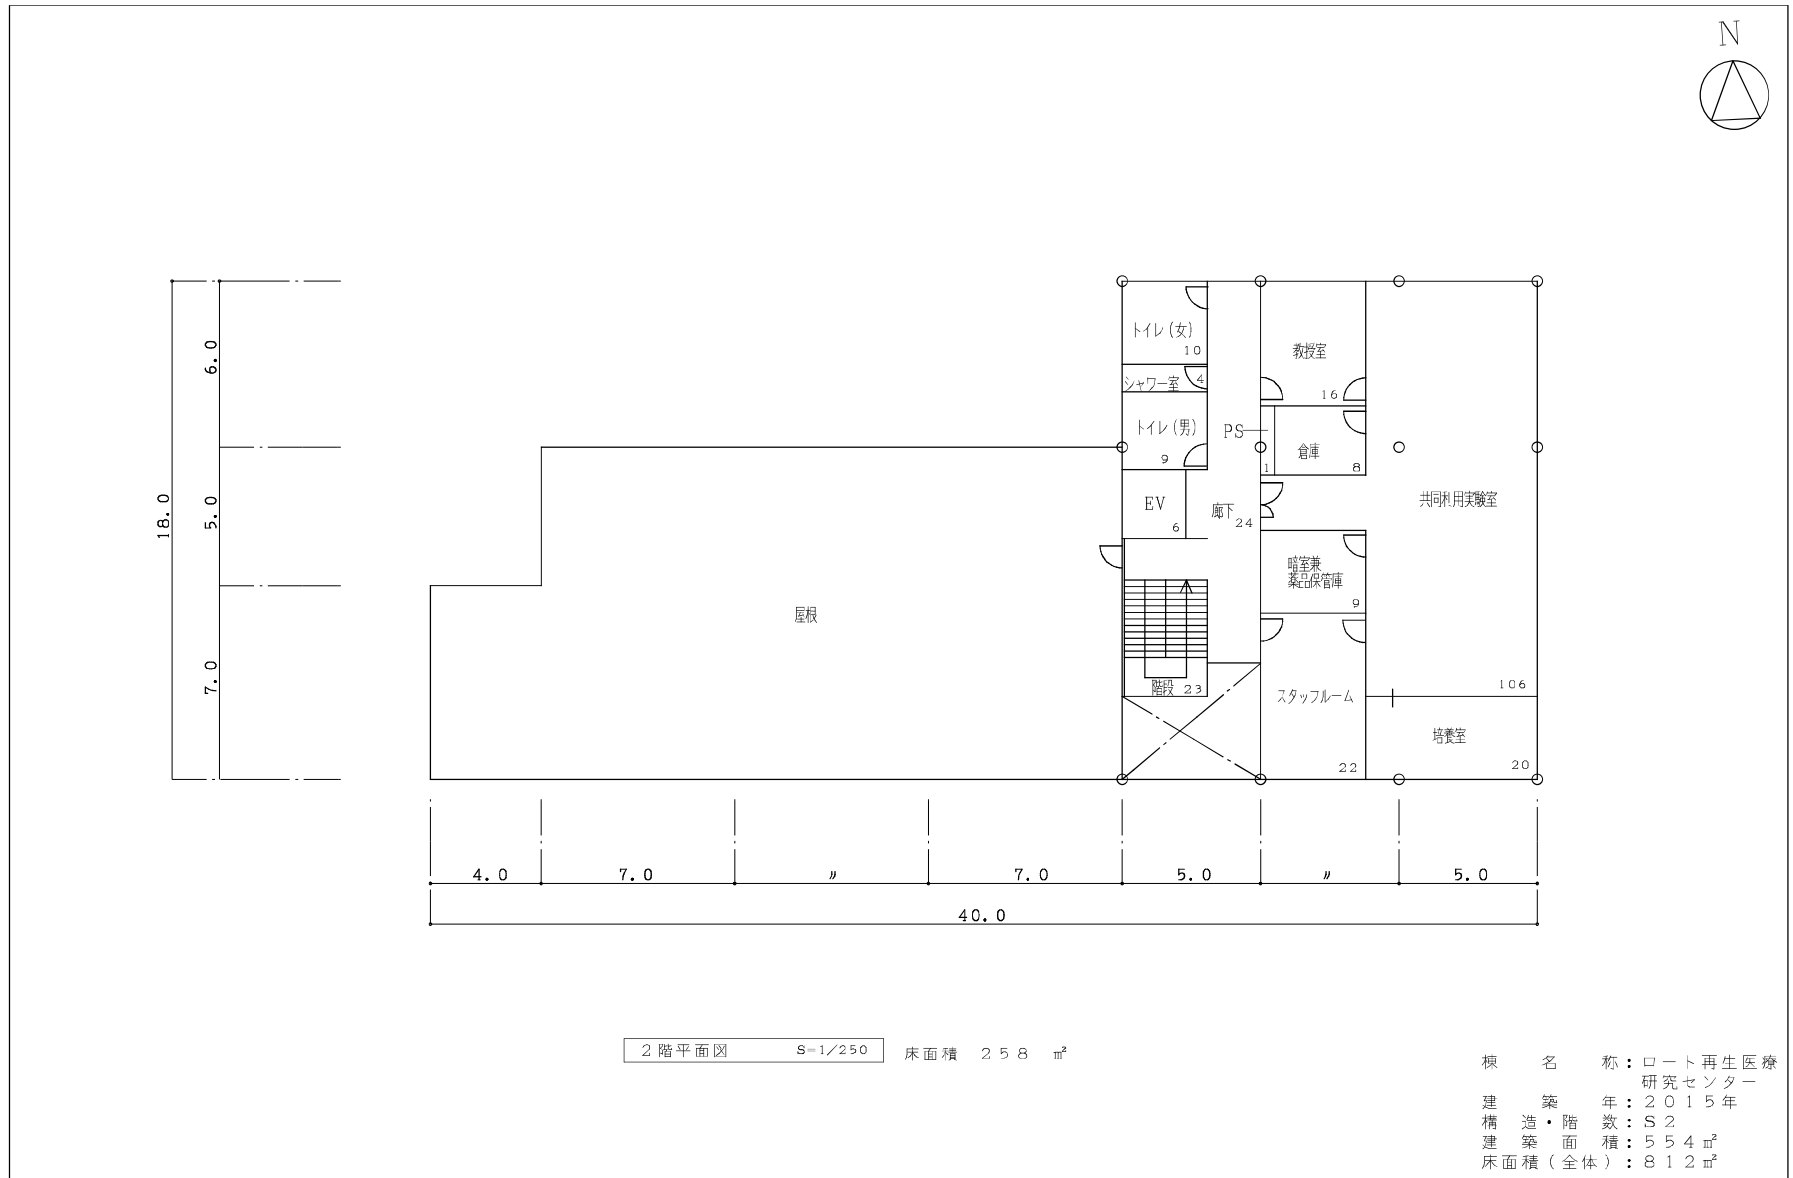 N
トイレ(女)
10
シャワー室 4
トイレ(男)
9
教授室
16
PS
1
倉庫
8
EV
6
廊下
24
共同利用実験室
106
暗室兼
薬品保管庫
9
屋根
階段 23
スタッフルーム
22
培養室
20
18.0
6.0
5.0
7.0
4.0 7.0 〃 7.0 5.0 〃 5.0
40.0
2階平面図 S=1/250 床面積 258 ㎡
棟名称:ロート再生医療
研究センター
建築年:2015年
構造・階数:S2
建築面積:554㎡
床面積(全体):812㎡